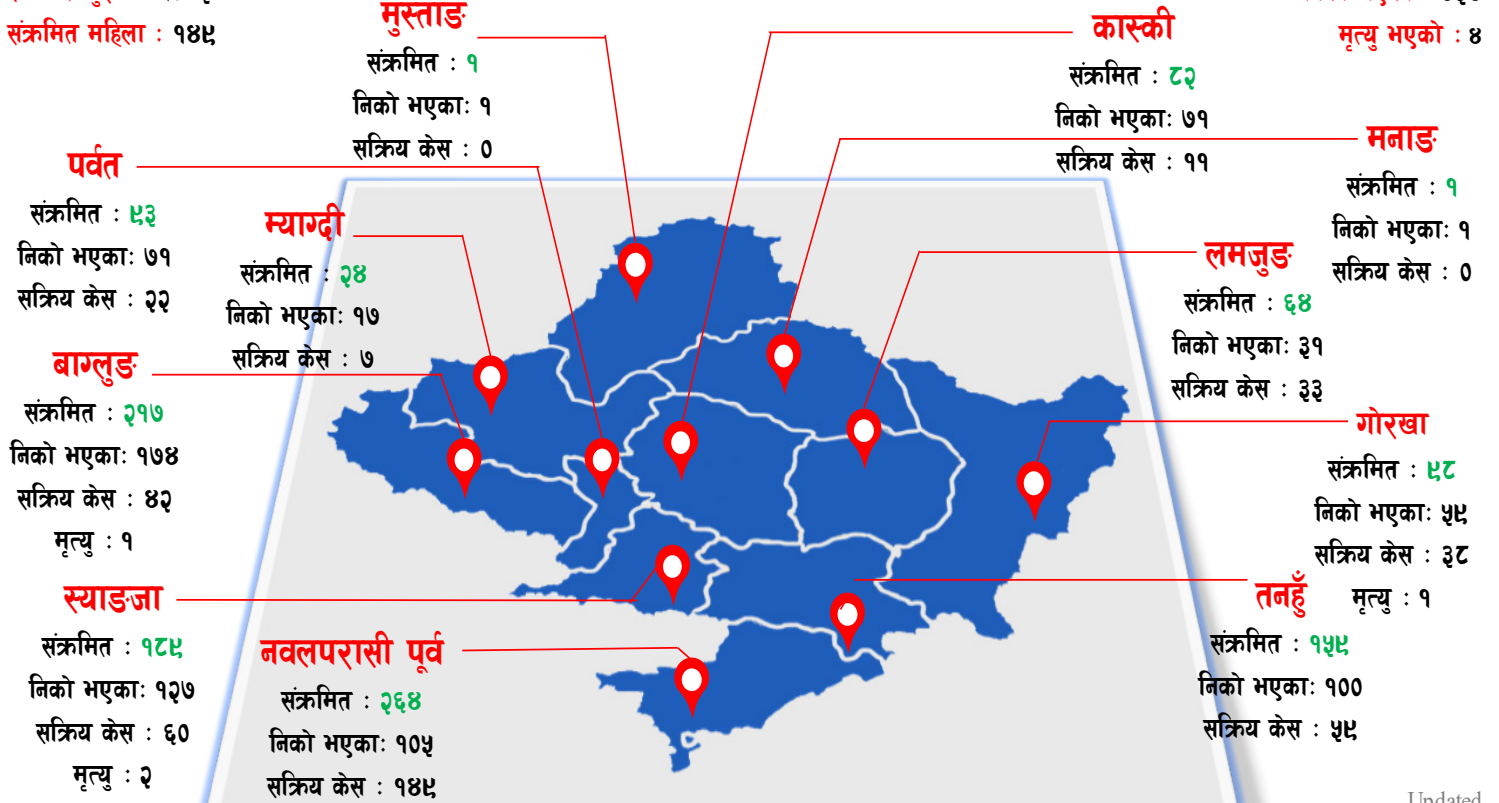 संक्रमित महिला : १४९
मृत्यु भएको : ४
मुस्ताङ
संक्रमित : १
निको भएका: १
सक्रिय केस : 0
कास्की
संक्रमित : ८२
निको भएका: ७१
सक्रिय केस : ११
मनाङ
संक्रमित : १
निको भएका: १
सक्रिय केस : 0
पर्वत
संक्रमित : ९३
निको भएका: ७१
सक्रिय केस : २२
म्याग्दी
संक्रमित : २४
निको भएका: १७
सक्रिय केस : ७
लमजुङ
संक्रमित : ६४
निको भएका: ३१
सक्रिय केस : ३३
बाग्लुङ
संक्रमित : २१७
निको भएका: १७४
सक्रिय केस : ४२
मृत्यु : १
गोरखा
संक्रमित : ९८
निको भएका: ५९
सक्रिय केस : ३८
मृत्यु : १
स्याङजा
संक्रमित : १८९
निको भएका: १२७
सक्रिय केस : ६०
मृत्यु : २
नवलपरासी पूर्व
संक्रमित : २६४
निको भएका: १०५
सक्रिय केस : १४९
तनहुँ
संक्रमित : १५९
निको भएका: १००
सक्रिय केस : ५९
Updated